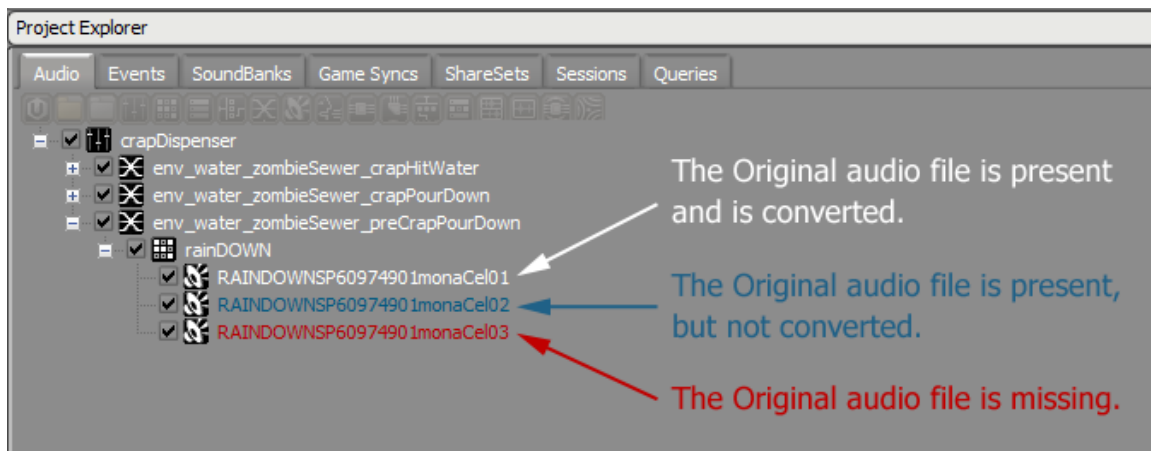 Project Explorer
Audio Events SoundBanks Game Syncs ShareSets Sessions Queries
crapDispenser
env_water_zombieSewer_crapHitWater
env_water_zombieSewer_crapPourDown
env_water_zombieSewer_preCrapPourDown
rainDOWN
RAINDOWNSP60974901monaCel01
RAINDOWNSP60974901monaCel02
RAINDOWNSP60974901monaCel03
The Original audio file is present
and is converted.
The Original audio file is present,
but not converted.
The Original audio file is missing.